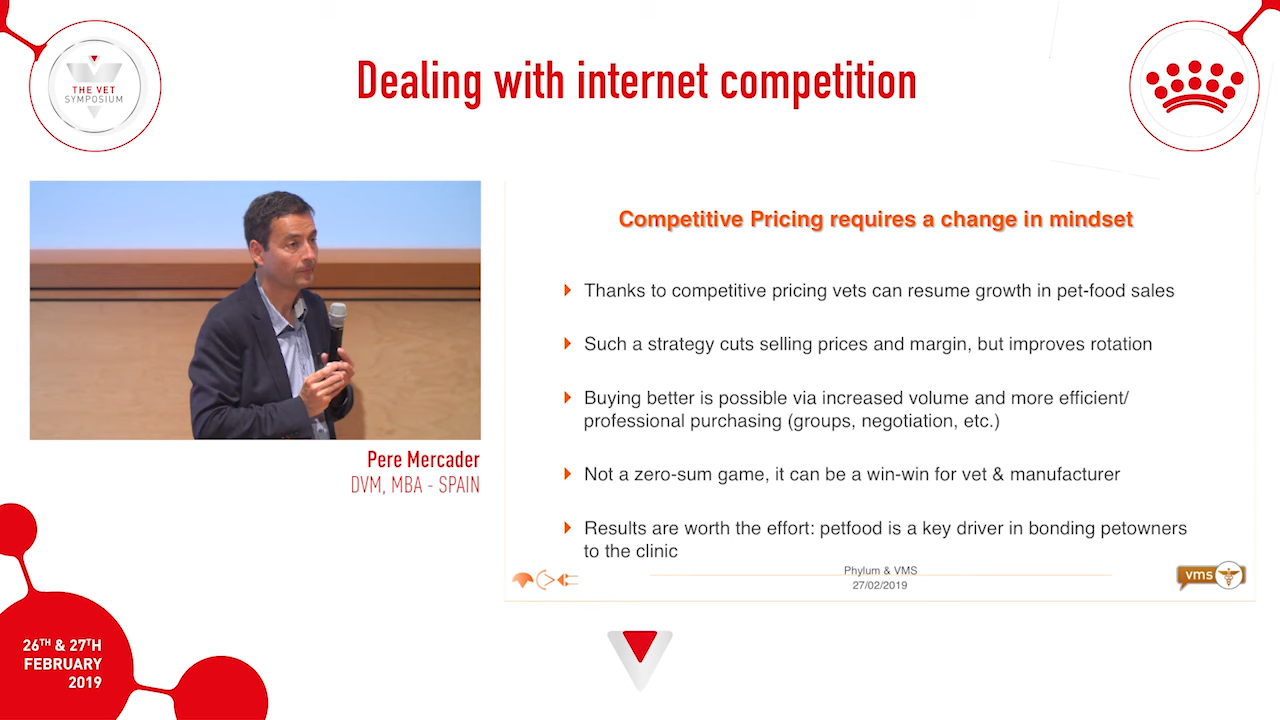 THE VET
SYMPOSIUM
Dealing with internet competition
Competitive Pricing requires a change in mindset
Thanks to competitive pricing vets can resume growth in pet-food sales
Such a strategy cuts selling prices and margin, but improves rotation
Buying better is possible via increased volume and more efficient/
professional purchasing (groups, negotiation, etc.)
Not a zero-sum game, it can be a win-win for vet & manufacturer
Results are worth the effort: petfood is a key driver in bonding petowners
to the clinic
Phylum & VMS
27/02/2019
vms
Pere Mercader
DVM, MBA - SPAIN
26TH & 27TH
FEBRUARY
2019